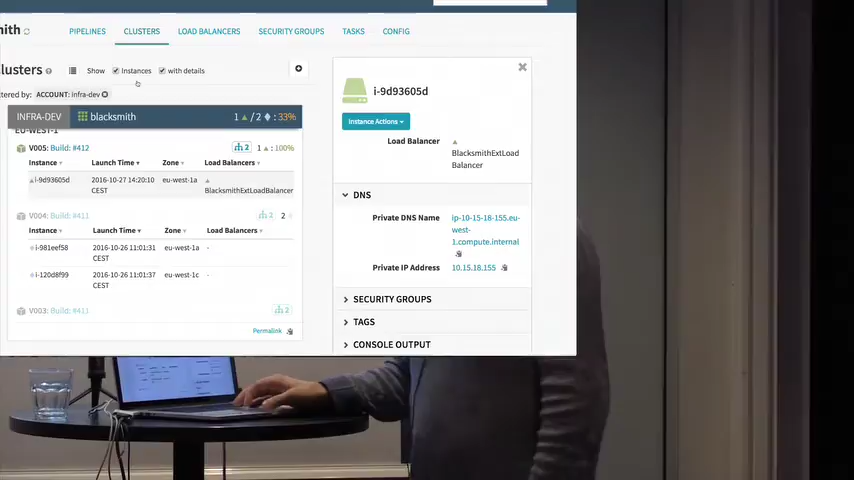 mith
PIPELINES CLUSTERS LOAD BALANCERS SECURITY GROUPS TASKS CONFIG
lusters Show Instances with details
tered by: ACCOUNT: infra-dev
INFRA-DEV blacksmith 1 / 2 : 33%
EU-WEST-1
V005: Build: #412 2 1 : 100%
Instance Launch Time Zone Load Balancers
i-9d93605d 2016-10-27 14:20:10 CEST eu-west-1a BlacksmithExtLoadBalancer
V004: Build: #411 2 2
Instance Launch Time Zone Load Balancers
i-981eef58 2016-10-26 11:01:31 CEST eu-west-1a -
i-120d8f99 2016-10-26 11:01:37 CEST eu-west-1c -
V003: Build: #411 2
Permalink
i-9d93605d
Instance Actions
Load Balancer
BlacksmithExtLoad
Balancer
DNS
Private DNS Name ip-10-15-18-155.eu-
west-
1.compute.internal
Private IP Address 10.15.18.155
SECURITY GROUPS
TAGS
CONSOLE OUTPUT